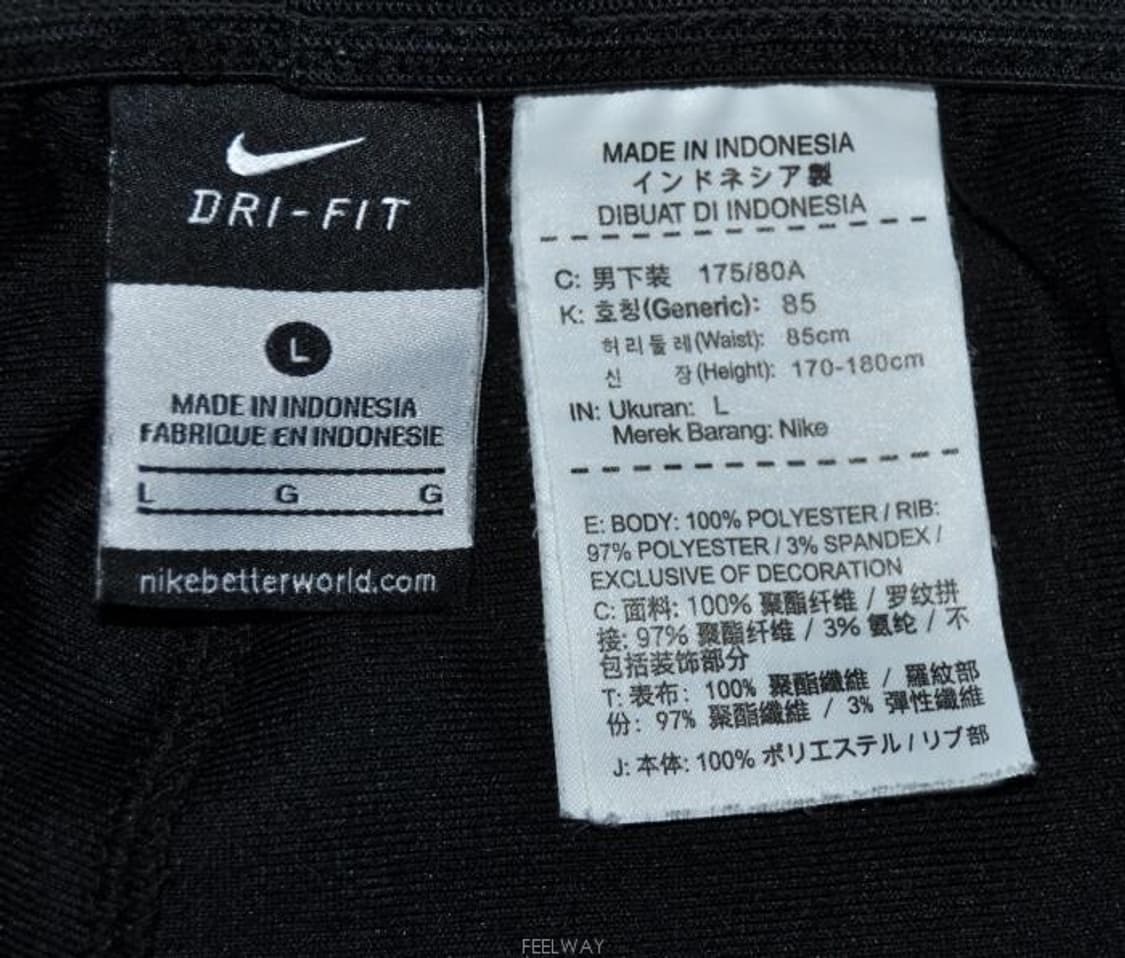 DRI-FIT
L
MADE IN INDONESIA
FABRIQUE EN INDONESIE
L G G
nikebetterworld.com
MADE IN INDONESIA
インドネシア製
DIBUAT DI INDONESIA
C: 男下装 175/80A
K: 호칭(Generic): 85
허리둘레(Waist): 85cm
신 장(Height): 170-180cm
IN: Ukuran: L
Merek Barang: Nike
E: BODY: 100% POLYESTER / RIB:
97% POLYESTER / 3% SPANDEX /
EXCLUSIVE OF DECORATION
C: 面料: 100% 聚酯纤维 / 罗纹拼
接: 97% 聚酯纤维 / 3% 氨纶 / 不
包括装饰部分
T: 表布: 100% 聚酯纖維 / 羅紋部
份: 97% 聚酯纖維 / 3% 彈性纖維
J: 本体: 100% ポリエステル / リブ部
FEELWAY